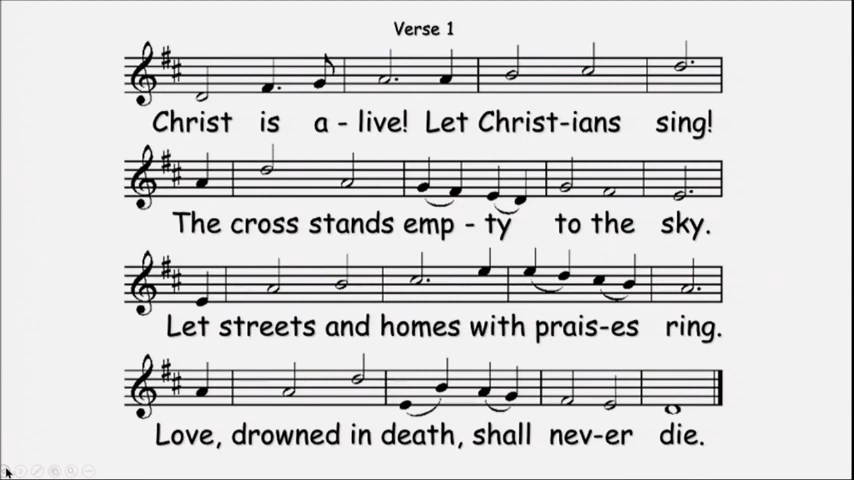 Verse 1
Christ is a - live! Let Christ-ians sing!
The cross stands emp - ty to the sky.
Let streets and homes with prais-es ring.
Love, drowned in death, shall nev-er die.